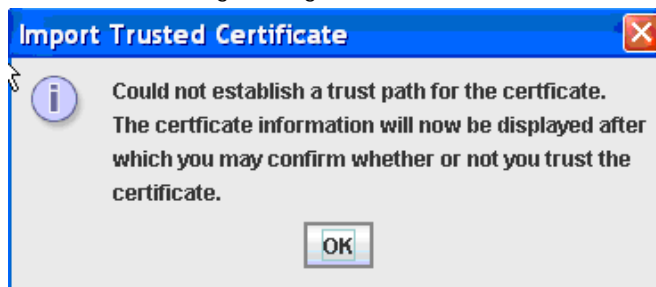 Import Trusted Certificate
Could not establish a trust path for the certficate.
The certficate information will now be displayed after
which you may confirm whether or not you trust the
certificate.
OK